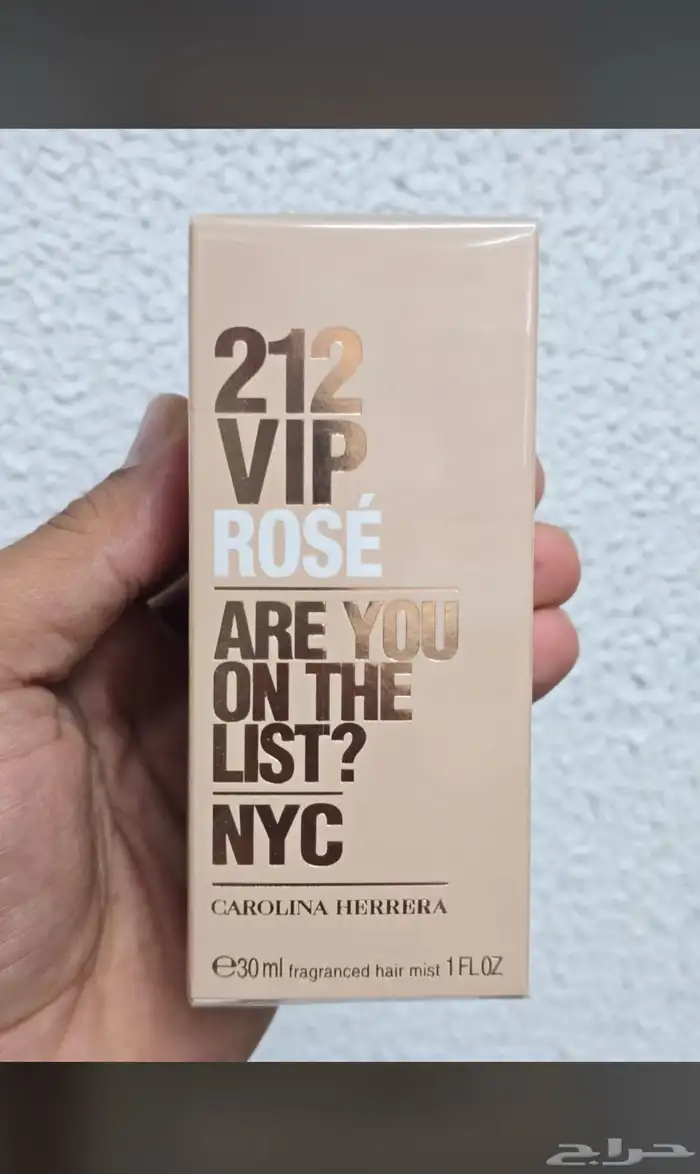 212
VIP
ROSÉ
ARE YOU
ON THE
LIST?
NYC
CAROLINA HERRERA
℮30 ml fragranced hair mist 1 FL OZ
حراج